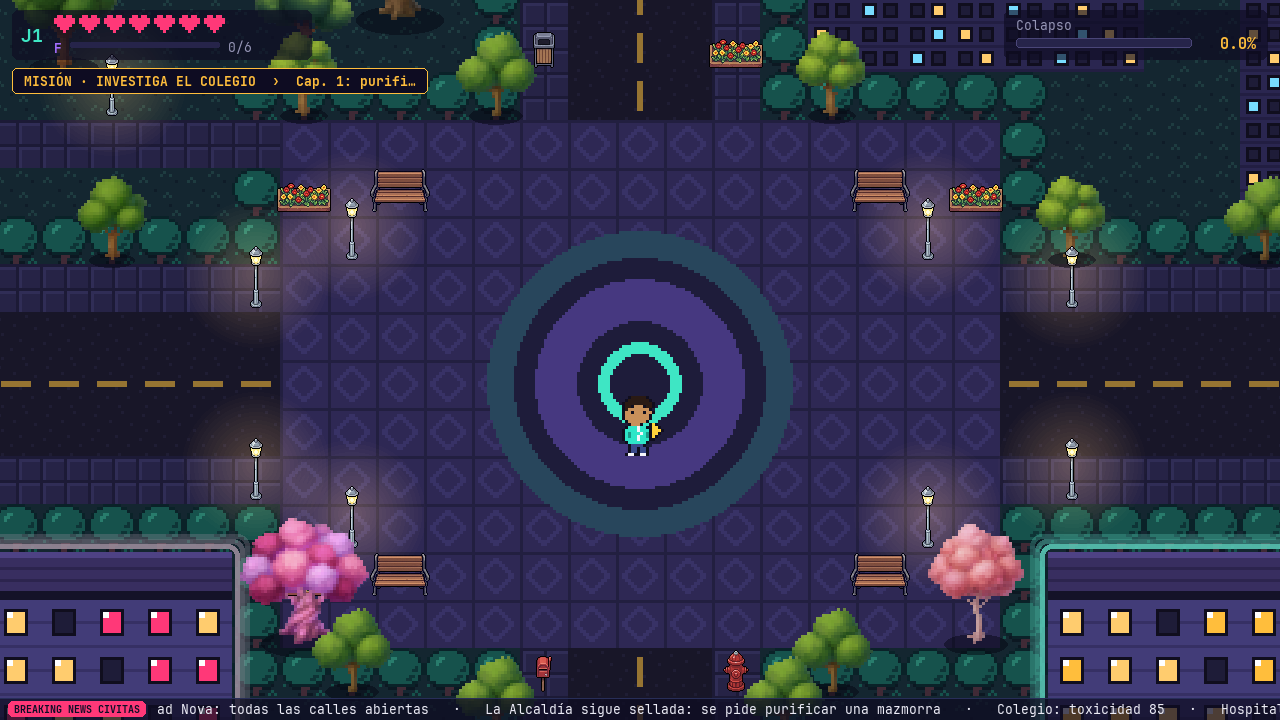 J1
F
0/6
MISIÓN · INVESTIGA EL COLEGIO › Cap. 1: purifi…
Colapso
0.0%
BREAKING NEWS CIVITAS
ad Nova: todas las calles abiertas · La Alcaldía sigue sellada: se pide purificar una mazmorra · Colegio: toxicidad 85 · Hospita